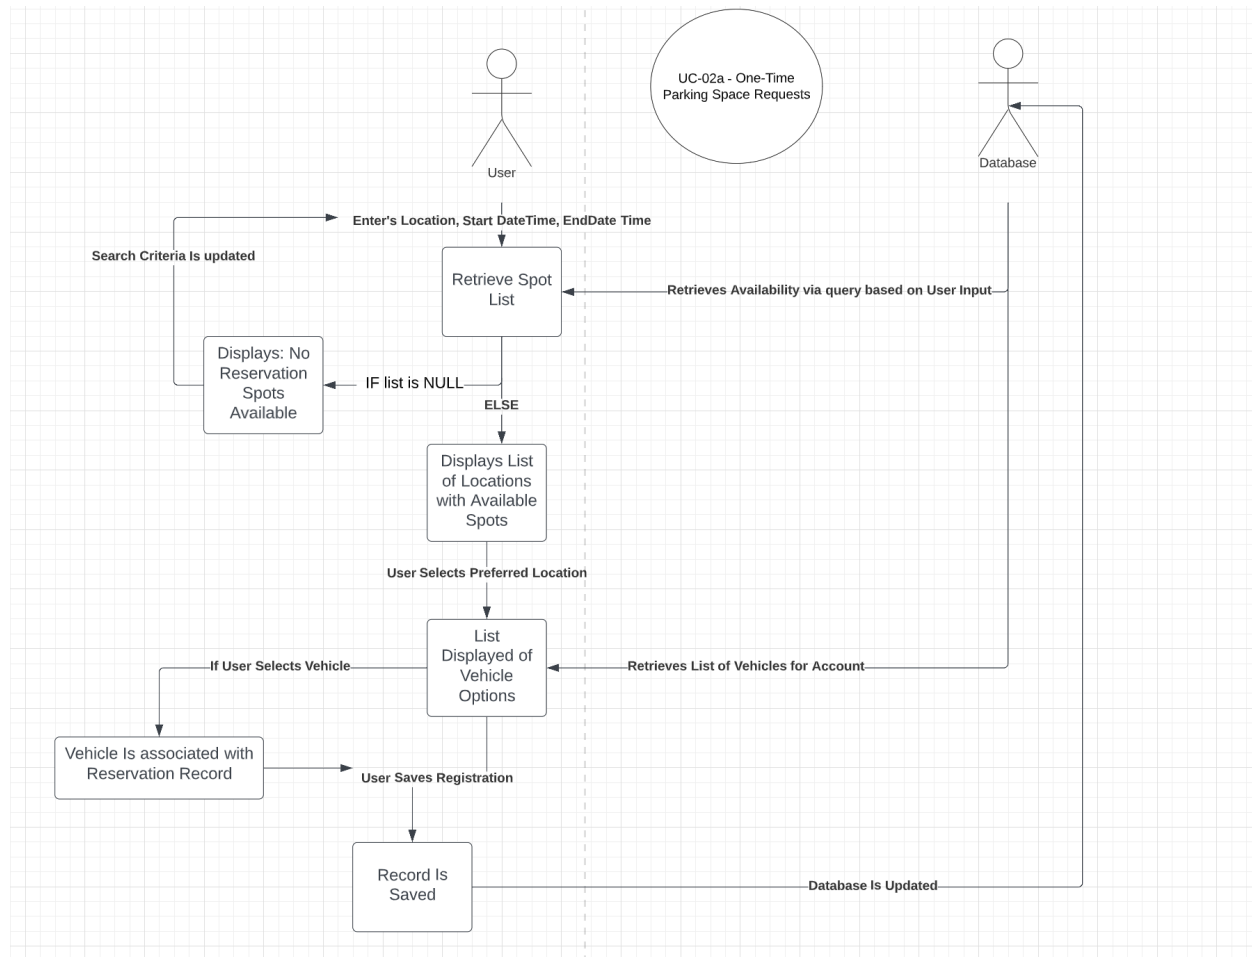 UC-02a - One-Time
Parking Space Requests
User
Database
Enter's Location, Start DateTime, EndDate Time
Search Criteria Is updated
Retrieve Spot
List
Retrieves Availability via query based on User Input
Displays: No
Reservation
Spots
Available
IF list is NULL
ELSE
Displays List
of Locations
with Available
Spots
User Selects Preferred Location
List
Displayed of
Vehicle
Options
If User Selects Vehicle
Retrieves List of Vehicles for Account
Vehicle Is associated with
Reservation Record
User Saves Registration
Record Is
Saved
Database Is Updated